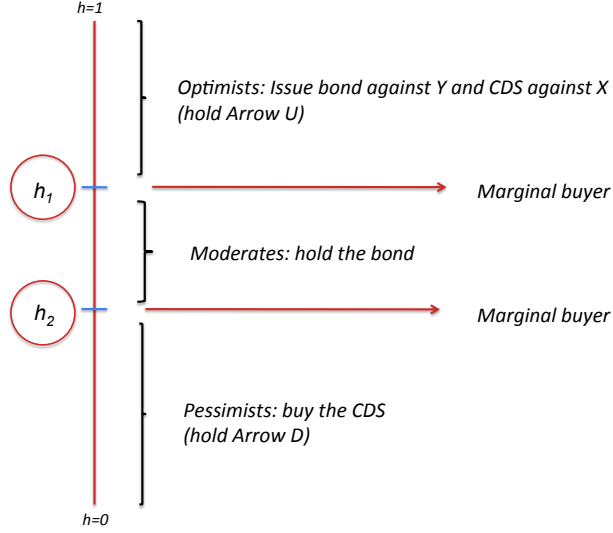 h=1
Optimists: Issue bond against Y and CDS against X
(hold Arrow U)
h1
Marginal buyer
Moderates: hold the bond
h2
Marginal buyer
Pessimists: buy the CDS
(hold Arrow D)
h=0